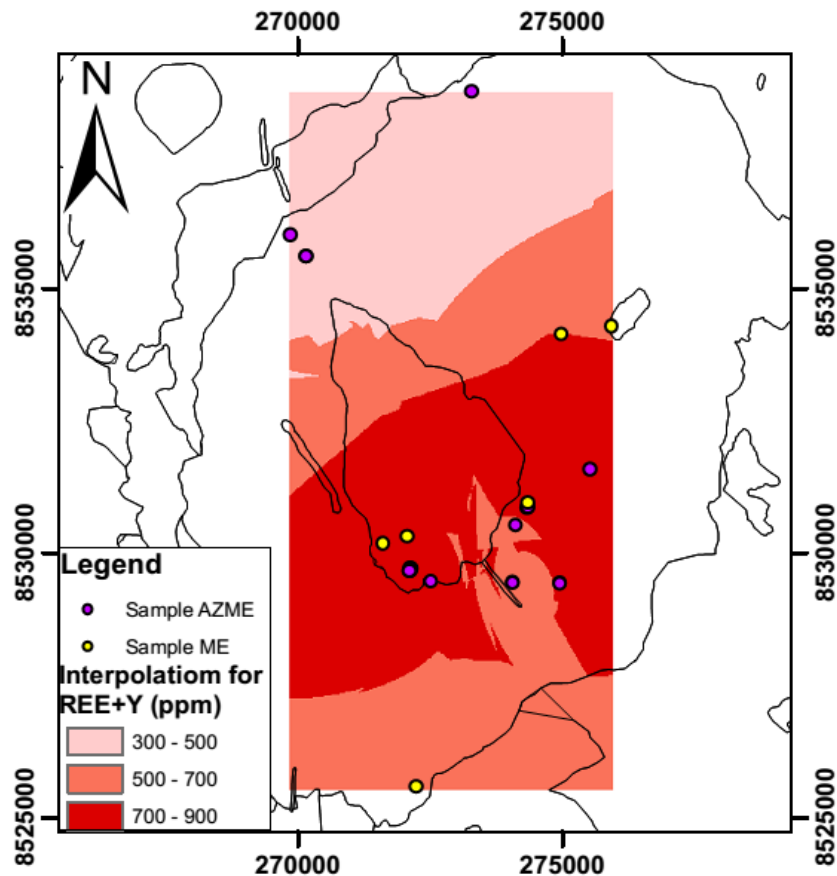 270000 275000
N
8535000 8535000
8530000 8530000
Legend
Sample AZME
Sample ME
Interpolatiom for
REE+Y (ppm)
300 - 500
500 - 700
700 - 900
8525000 8525000
270000 275000